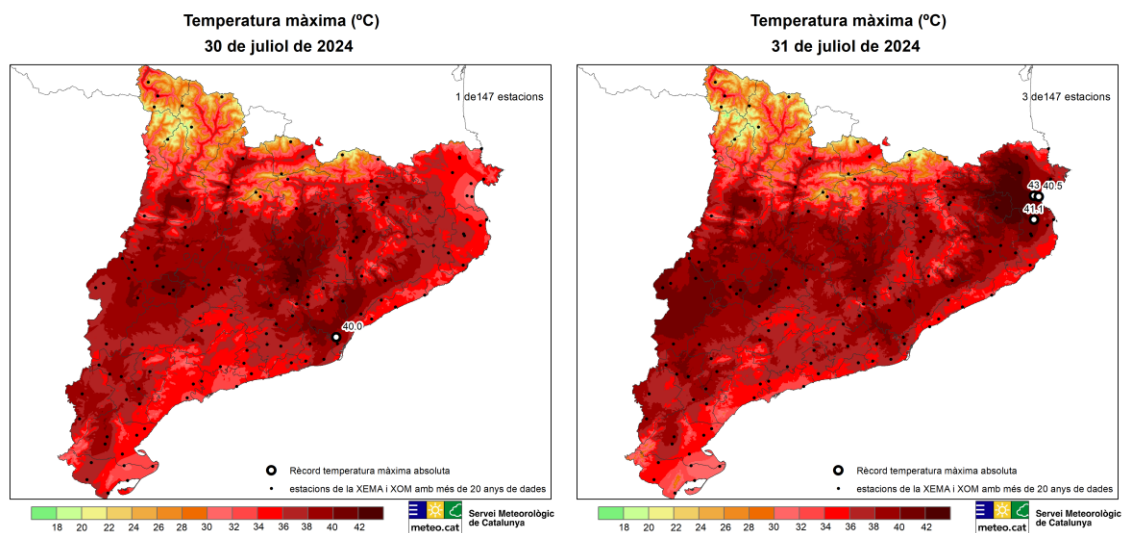 Temperatura màxima (ºC)
30 de juliol de 2024
1 de147 estacions
40.0
Rècord temperatura màxima absoluta
estacions de la XEMA i XOM amb més de 20 anys de dades
18 20 22 24 26 28 30 32 34 36 38 40 42
meteo.cat
Servei Meteorològic
de Catalunya
Temperatura màxima (ºC)
31 de juliol de 2024
3 de147 estacions
43 40.5
41.1
Rècord temperatura màxima absoluta
estacions de la XEMA i XOM amb més de 20 anys de dades
18 20 22 24 26 28 30 32 34 36 38 40 42
meteo.cat
Servei Meteorològic
de Catalunya